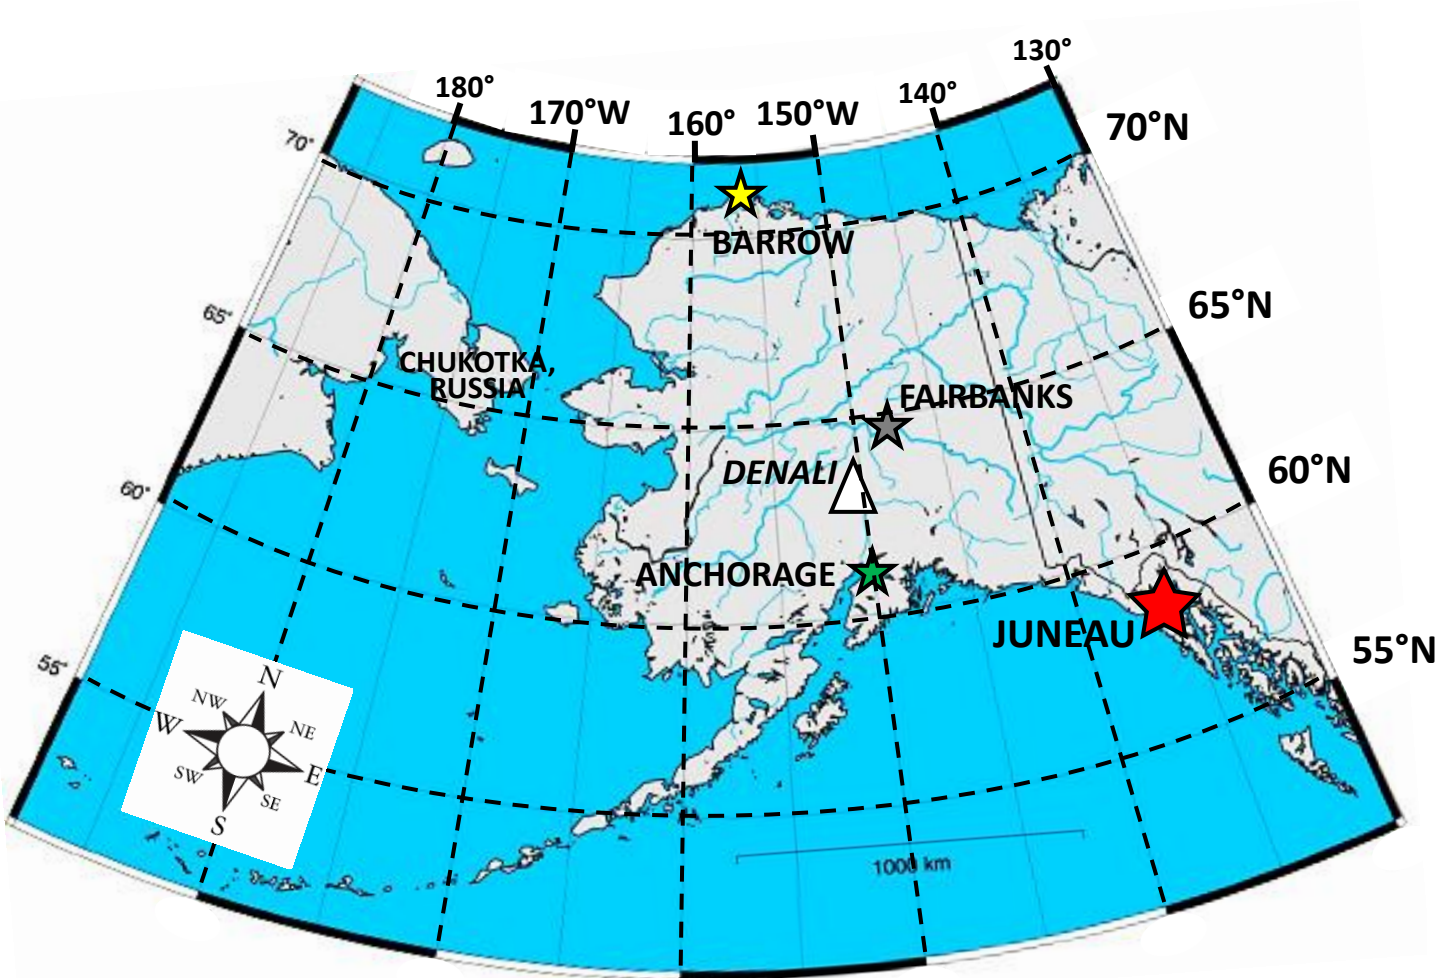 130°
180°
140°
170°W
150°W
160°
70°N
70°
BARROW
65°N
65°
CHUKOTKA,
RUSSIA
FAIRBANKS
DENALI
60°N
60°
ANCHORAGE
JUNEAU
55°N
55°
N
NW
NE
W
E
SW
SE
S
1000 km